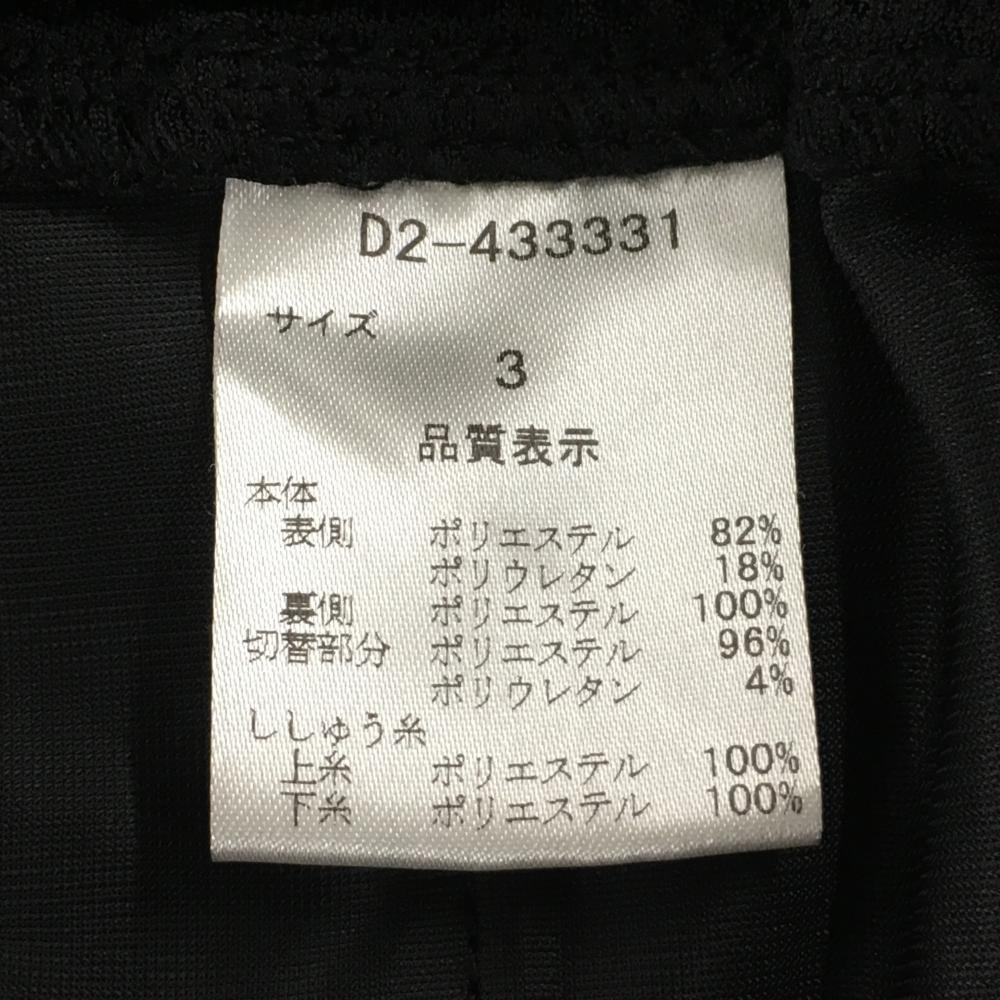 D2-433331
サイズ
3
品質表示
本体
表側 ポリエステル 82%
ポリウレタン 18%
裏側 ポリエステル 100%
切替部分 ポリエステル 96%
ポリウレタン 4%
ししゅう糸
上糸 ポリエステル 100%
下糸 ポリエステル 100%